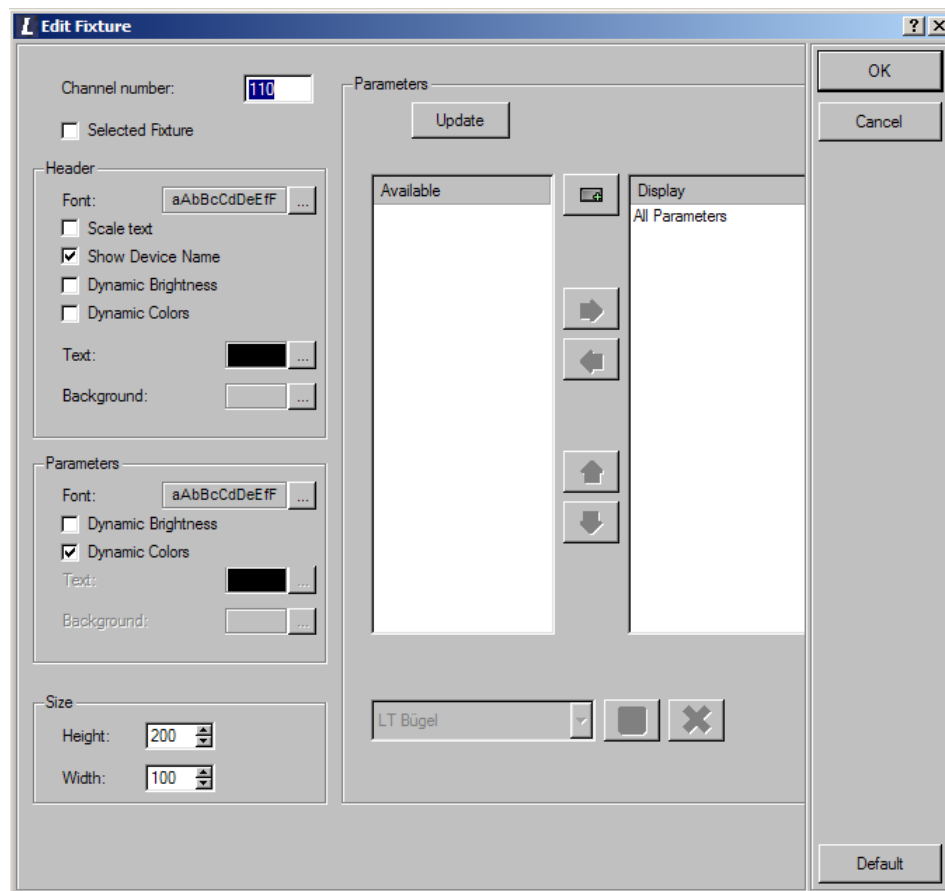 L Edit Fixture
Channel number: 110
Selected Fixture
Header
Font: aAbBcCdDeEfF ...
Scale text
Show Device Name
Dynamic Brightness
Dynamic Colors
Text: ...
Background: ...
Parameters
Font: aAbBcCdDeEfF ...
Dynamic Brightness
Dynamic Colors
Text: ...
Background: ...
Size
Height: 200
Width: 100
Parameters
Update
Available
Display
All Parameters
LT Bügel
OK
Cancel
Default